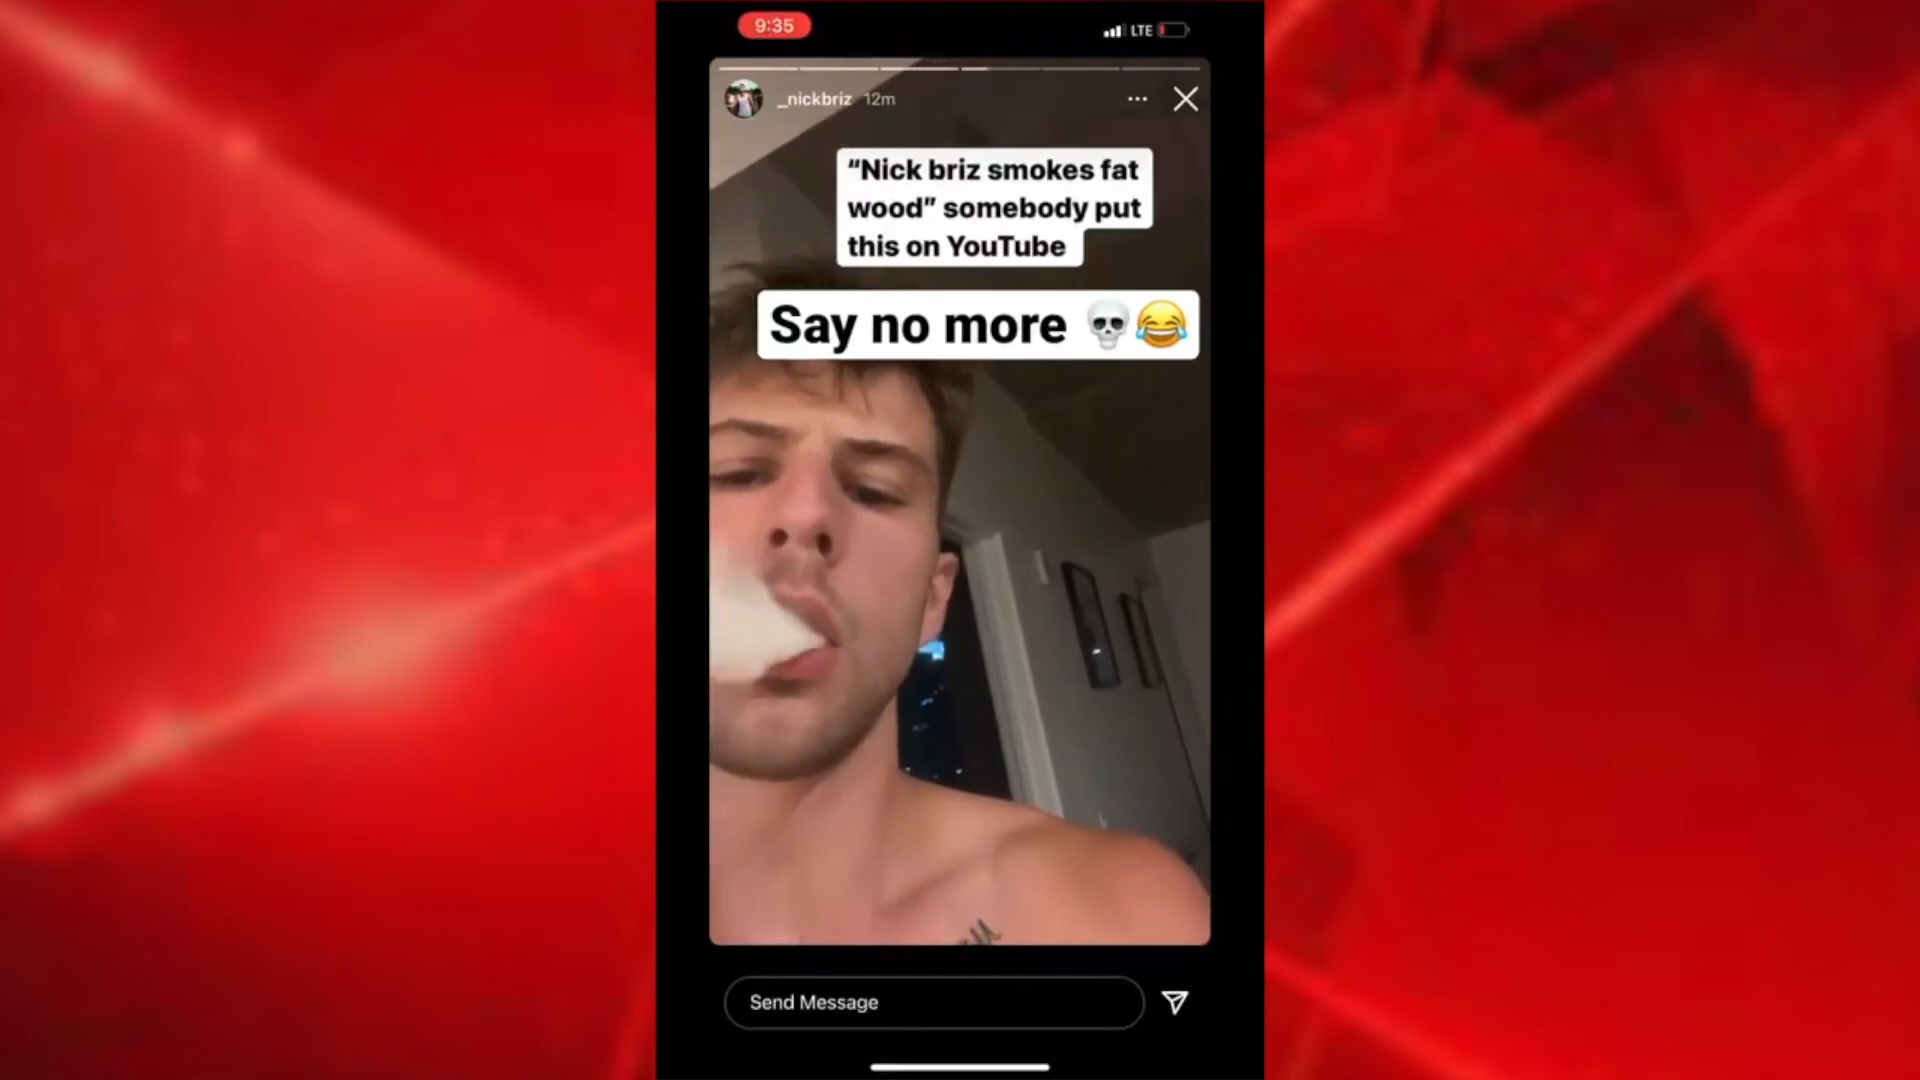 9:35
LTE
_nickbriz 12m
“Nick briz smokes fat
wood” somebody put
this on YouTube
Say no more 💀😂
Send Message